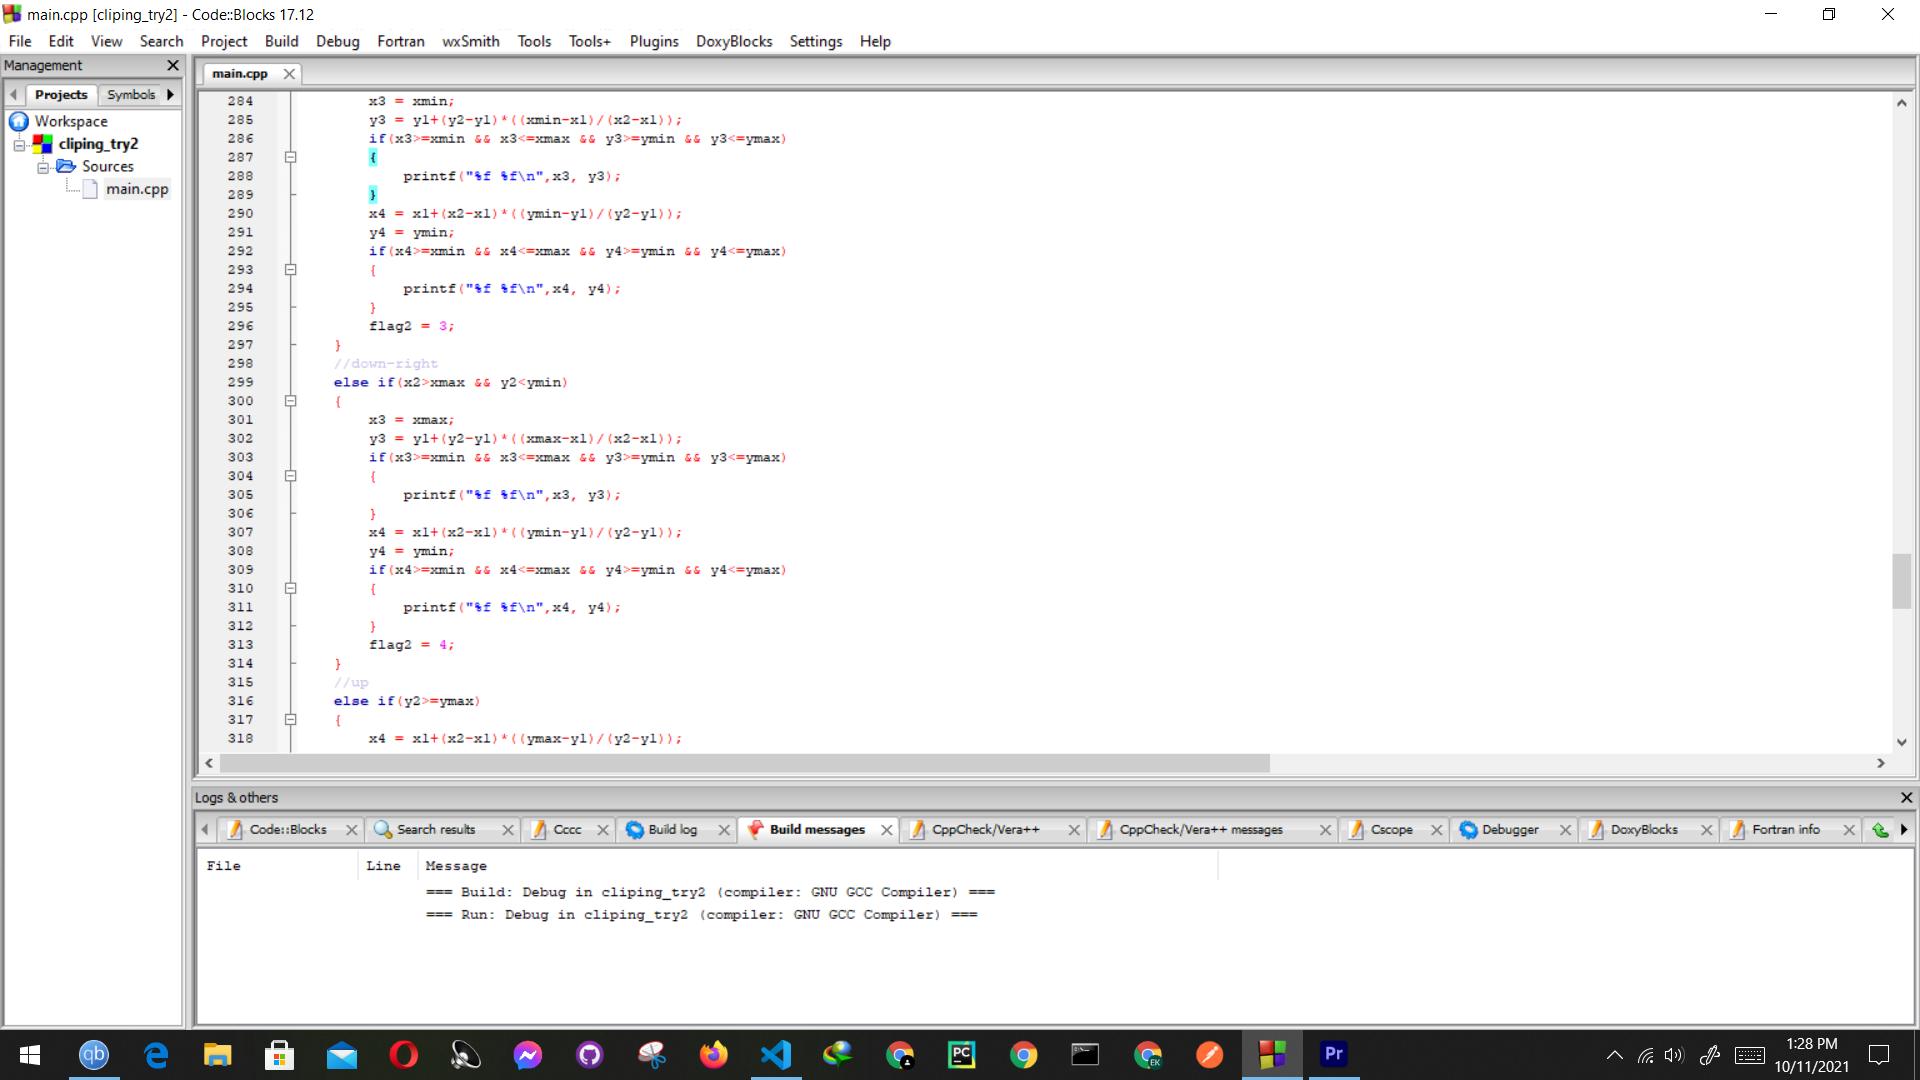 main.cpp [cliping_try2] - Code::Blocks 17.12
File Edit View Search Project Build Debug Fortran wxSmith Tools Tools+ Plugins DoxyBlocks Settings Help
Management
Projects Symbols
Workspace
cliping_try2
Sources
main.cpp
main.cpp
284 x3 = xmin;
285 y3 = y1+(y2-y1)*((xmin-x1)/(x2-x1));
286 if(x3>=xmin && x3<=xmax && y3>=ymin && y3<=ymax)
287 {
288 printf("%f %f\n",x3, y3);
289 }
290 x4 = x1+(x2-x1)*((ymin-y1)/(y2-y1));
291 y4 = ymin;
292 if(x4>=xmin && x4<=xmax && y4>=ymin && y4<=ymax)
293 {
294 printf("%f %f\n",x4, y4);
295 }
296 flag2 = 3;
297 }
298 //down-right
299 else if(x2>xmax && y2<ymin)
300 {
301 x3 = xmax;
302 y3 = y1+(y2-y1)*((xmax-x1)/(x2-x1));
303 if(x3>=xmin && x3<=xmax && y3>=ymin && y3<=ymax)
304 {
305 printf("%f %f\n",x3, y3);
306 }
307 x4 = x1+(x2-x1)*((ymin-y1)/(y2-y1));
308 y4 = ymin;
309 if(x4>=xmin && x4<=xmax && y4>=ymin && y4<=ymax)
310 {
311 printf("%f %f\n",x4, y4);
312 }
313 flag2 = 4;
314 }
315 //up
316 else if(y2>=ymax)
317 {
318 x4 = x1+(x2-x1)*((ymax-y1)/(y2-y1));
Logs & others
Code::Blocks Search results Cccc Build log Build messages CppCheck/Vera++ CppCheck/Vera++ messages Cscope Debugger DoxyBlocks Fortran info
File Line Message
=== Build: Debug in cliping_try2 (compiler: GNU GCC Compiler) ===
=== Run: Debug in cliping_try2 (compiler: GNU GCC Compiler) ===
qb PC EK Pr
1:28 PM
10/11/2021